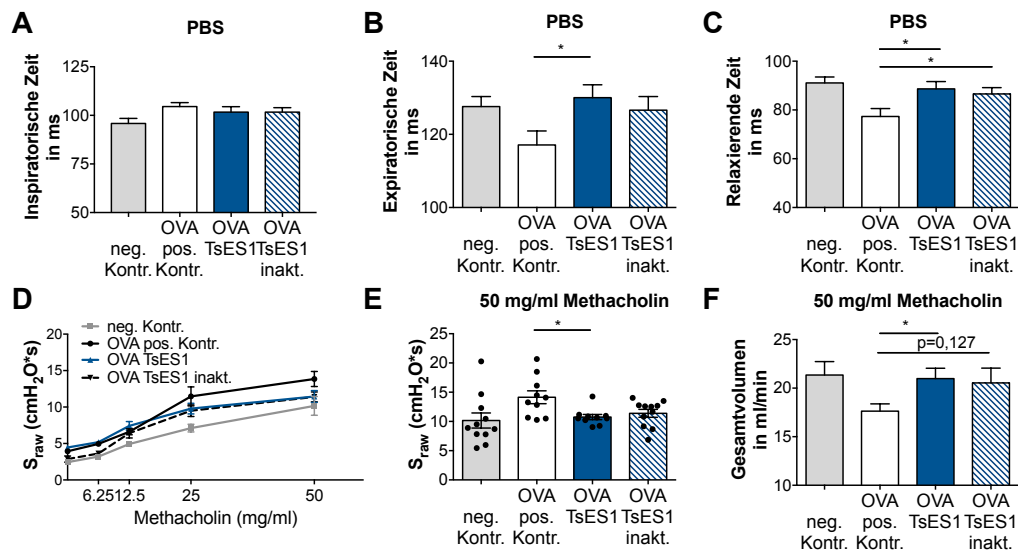 A
PBS
Inspiratorische Zeit
in ms
125
100
75
50
neg.
Kontr.
OVA
pos.
Kontr.
OVA
TsES1
OVA
TsES1
inakt.
B
PBS
Expiratorische Zeit
in ms
140
120
100
*
neg.
Kontr.
OVA
pos.
Kontr.
OVA
TsES1
OVA
TsES1
inakt.
C
PBS
Relaxierende Zeit
in ms
100
80
60
40
*
*
neg.
Kontr.
OVA
pos.
Kontr.
OVA
TsES1
OVA
TsES1
inakt.
D
neg. Kontr.
OVA pos. Kontr.
OVA TsES1
OVA TsES1 inakt.
Sraw (cmH2O*s)
20
15
10
5
0
6.25 12.5 25 50
Methacholin (mg/ml)
E
50 mg/ml Methacholin
Sraw (cmH2O*s)
25
20
15
10
5
0
*
neg.
Kontr.
OVA
pos.
Kontr.
OVA
TsES1
OVA
TsES1
inakt.
F
50 mg/ml Methacholin
Gesamtvolumen
in ml/min
25
20
15
10
*
p=0,127
neg.
Kontr.
OVA
pos.
Kontr.
OVA
TsES1
OVA
TsES1
inakt.